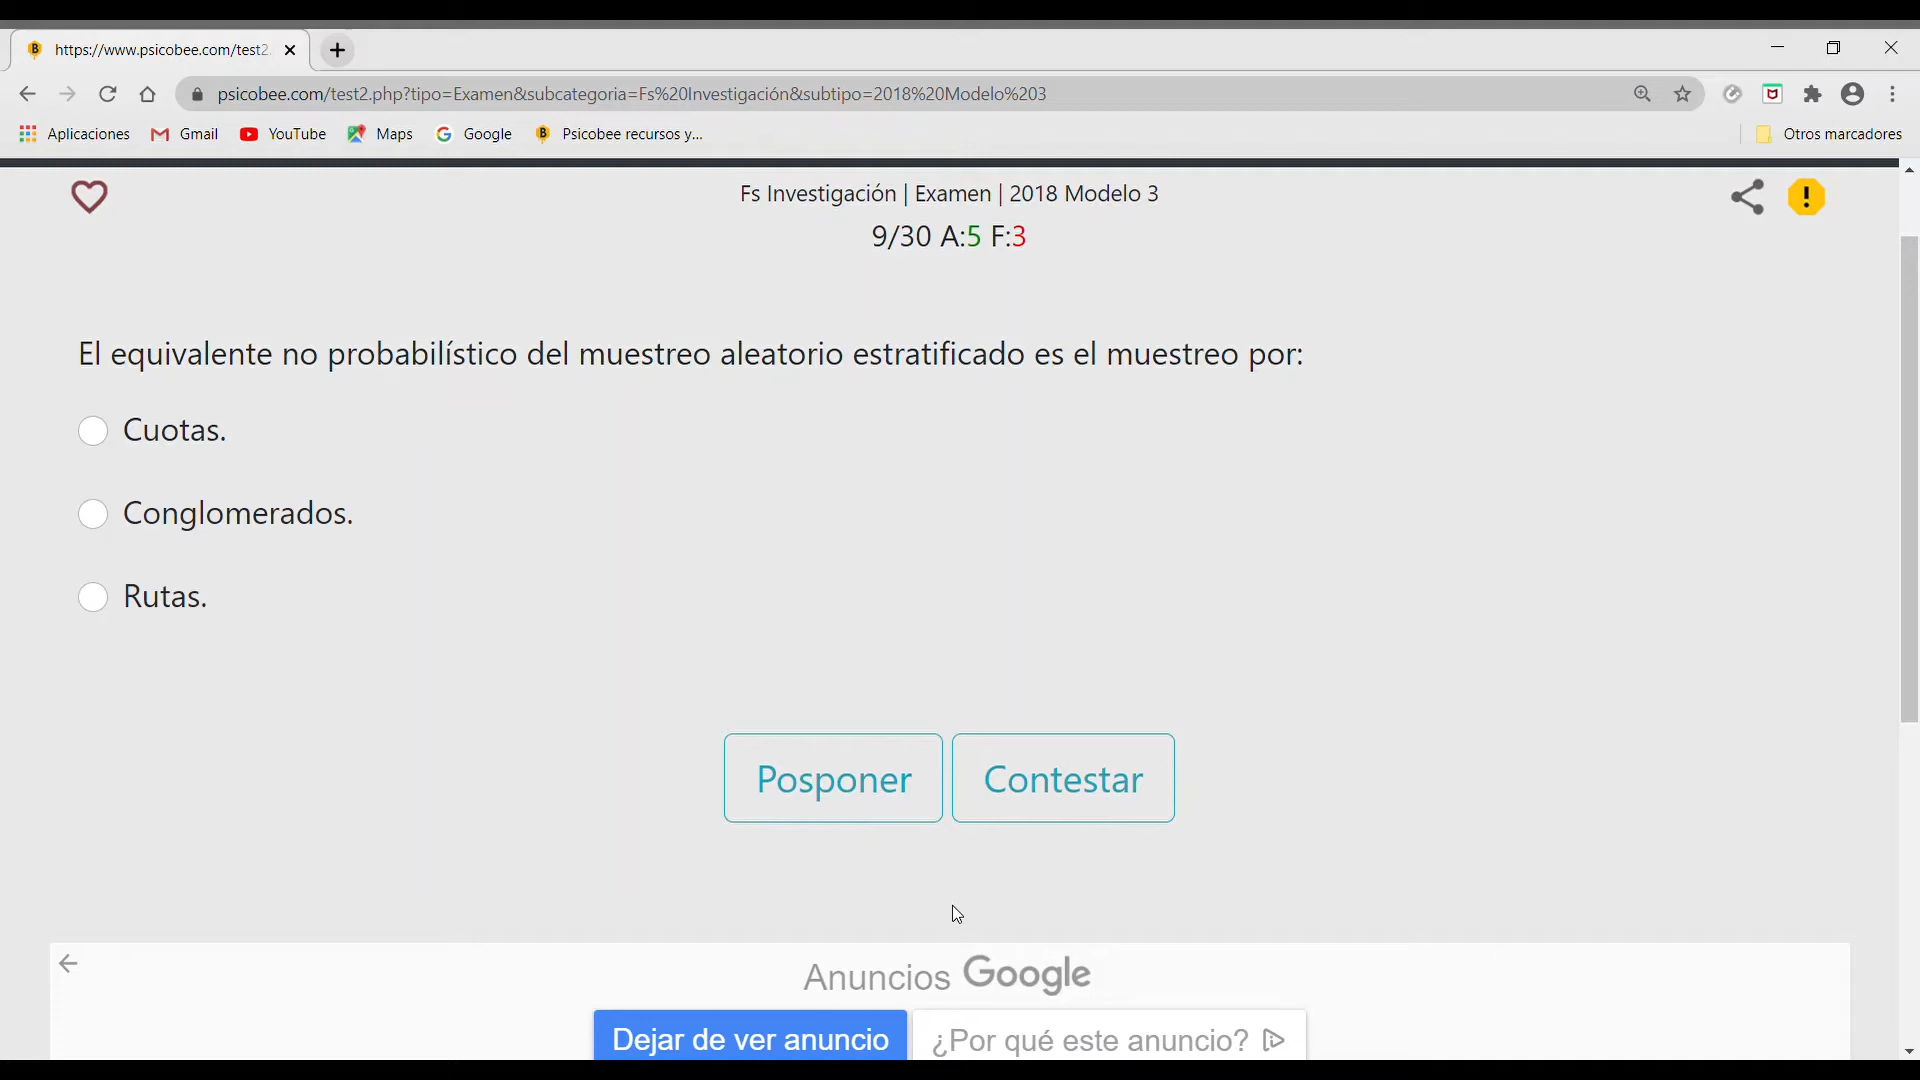 https://www.psicobee.com/test2.
psicobee.com/test2.php?tipo=Examen&subcategoria=Fs%20Investigación&subtipo=2018%20Modelo%203
Aplicaciones Gmail YouTube Maps Google Psicobee recursos y... Otros marcadores
Fs Investigación | Examen | 2018 Modelo 3
9/30 A:5 F:3
El equivalente no probabilístico del muestreo aleatorio estratificado es el muestreo por:
Cuotas.
Conglomerados.
Rutas.
Posponer Contestar
Anuncios Google
Dejar de ver anuncio ¿Por qué este anuncio?